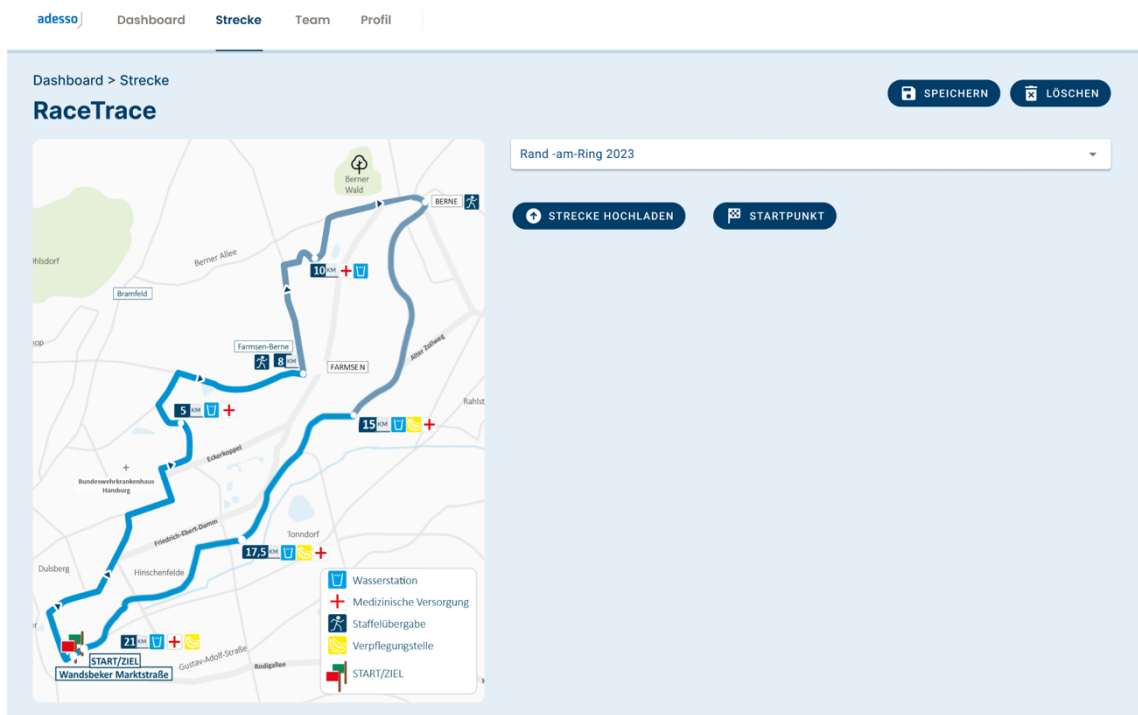 adesso
Dashboard
Strecke
Team
Profil
Dashboard > Strecke
RaceTrace
SPEICHERN
LÖSCHEN
Rand -am-Ring 2023
STRECKE HOCHLADEN
STARTPUNKT
Berner
Wald
BERNE
Berner Allee
10 KM
Bramfeld
Farmsen-Berne
8 KM
FARMSEN
Alter Zollweg
5 KM
15 KM
Eckerkoppel
Bundeswehrkrankenhaus
Hamburg
Friedrich-Ebert-Damm
Tonndorf
17,5 KM
Dulsberg
Hinschenfelde
Wasserstation
Medizinische Versorgung
Staffelübergabe
Verpflegungtelle
START/ZIEL
21 KM
START/ZIEL
Wandsbeker Marktstraße
Gustav-Adolf-Straße
Rodigallee